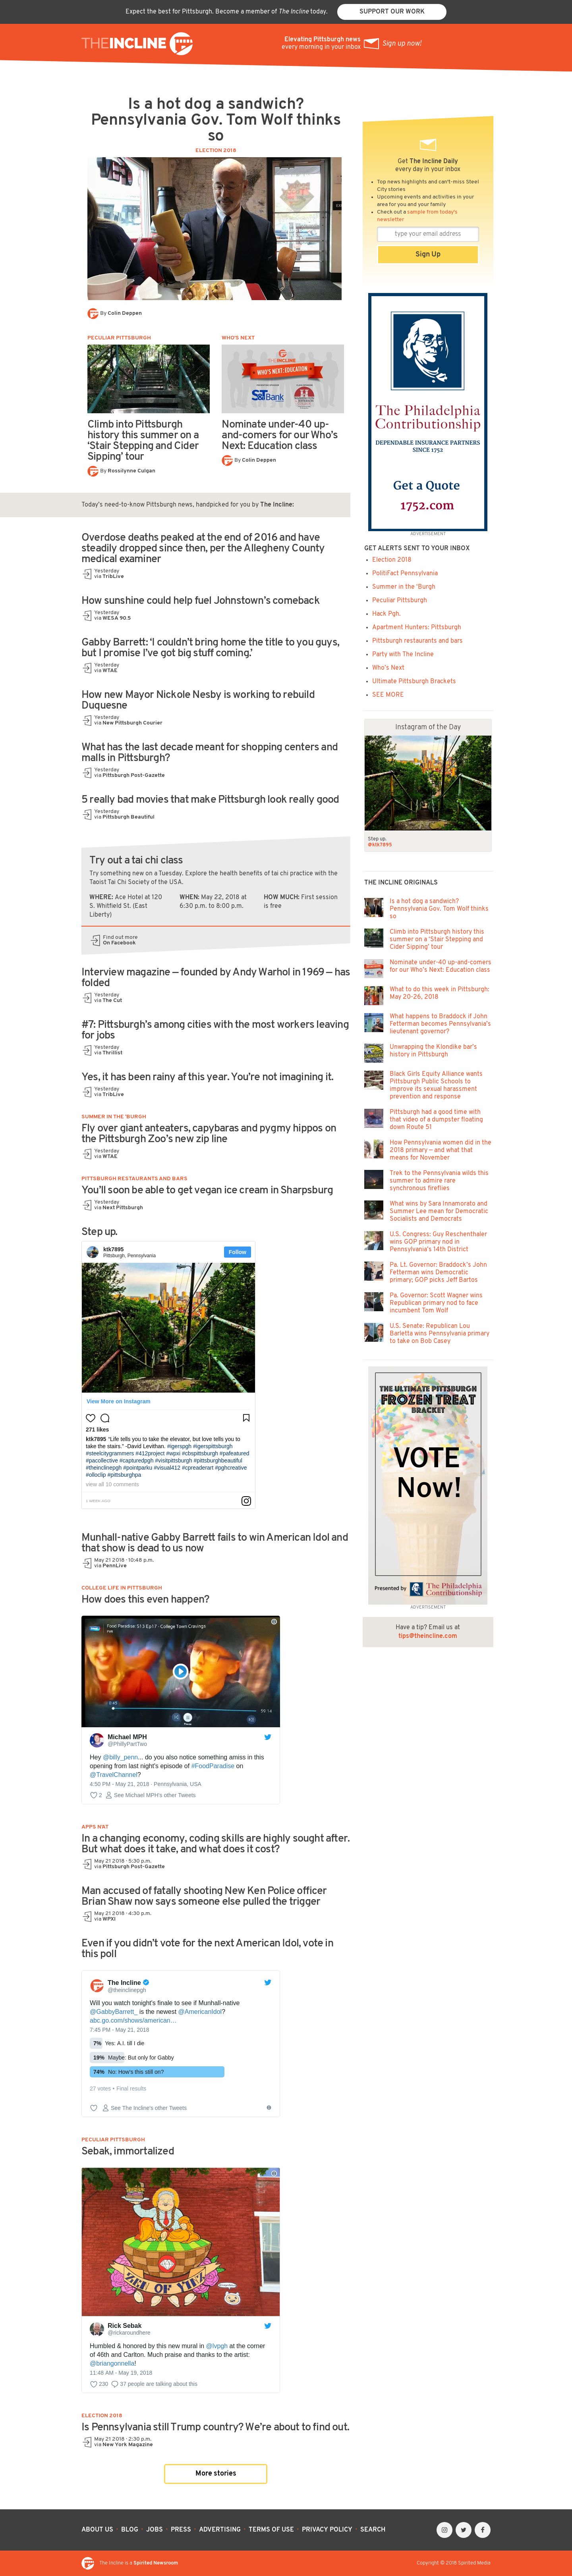 Expect the best for Pittsburgh. Become a member of The Incline today.
SUPPORT OUR WORK
THEINCLINE
Elevating Pittsburgh news
every morning in your inbox
Sign up now!
Is a hot dog a sandwich?
Pennsylvania Gov. Tom Wolf thinks
so
ELECTION 2018
By Colin Deppen
PECULIAR PITTSBURGH
Climb into Pittsburgh
history this summer on a
‘Stair Stepping and Cider
Sipping’ tour
By Rossilynne Culgan
WHO'S NEXT
THE INCLINE
WHO'S NEXT: EDUCATION
S&T Bank
Nominate under-40 up-
and-comers for our Who’s
Next: Education class
By Colin Deppen
Today's need-to-know Pittsburgh news, handpicked for you by The Incline:
Overdose deaths peaked at the end of 2016 and have
steadily dropped since then, per the Allegheny County
medical examiner
Yesterday
via TribLive
How sunshine could help fuel Johnstown’s comeback
Yesterday
via WESA 90.5
Gabby Barrett: ‘I couldn’t bring home the title to you guys,
but I promise I’ve got big stuff coming.’
Yesterday
via WTAE
How new Mayor Nickole Nesby is working to rebuild
Duquesne
Yesterday
via New Pittsburgh Courier
What has the last decade meant for shopping centers and
malls in Pittsburgh?
Yesterday
via Pittsburgh Post-Gazette
5 really bad movies that make Pittsburgh look really good
Yesterday
via Pittsburgh Beautiful
Try out a tai chi class
Try something new on a Tuesday. Explore the health benefits of tai chi practice with the
Taoist Tai Chi Society of the USA.
WHERE: Ace Hotel at 120
S. Whitfield St. (East
Liberty)
WHEN: May 22, 2018 at
6:30 p.m. to 8:00 p.m.
HOW MUCH: First session
is free
Find out more
On Facebook
Interview magazine — founded by Andy Warhol in 1969 — has
folded
Yesterday
via The Cut
#7: Pittsburgh’s among cities with the most workers leaving
for jobs
Yesterday
via Thrillist
Yes, it has been rainy af this year. You’re not imagining it.
Yesterday
via TribLive
SUMMER IN THE 'BURGH
Fly over giant anteaters, capybaras and pygmy hippos on
the Pittsburgh Zoo’s new zip line
Yesterday
via WTAE
PITTSBURGH RESTAURANTS AND BARS
You’ll soon be able to get vegan ice cream in Sharpsburg
Yesterday
via Next Pittsburgh
Step up.
ktk7895
Pittsburgh, Pennsylvania
Follow
View More on Instagram
271 likes
ktk7895 “Life tells you to take the elevator, but love tells you to
take the stairs.” -David Levithan. #igerspgh #igerspittsburgh
#steelcitygrammers #412project #wpxi #cbspittsburgh #pafeatured
#pacollective #capturedpgh #visitpittsburgh #pittsburghbeautiful
#theinclinepgh #pointparku #visual412 #cpreaderart #pghcreative
#olloclip #pittsburghpa
view all 10 comments
1 WEEK AGO
Munhall-native Gabby Barrett fails to win American Idol and
that show is dead to us now
May 21 2018 · 10:48 p.m.
via PennLive
COLLEGE LIFE IN PITTSBURGH
How does this even happen?
Food Paradise: S13 Ep17 - College Town Cravings
Michael MPH
@PhillyPartTwo
Hey @billy_penn... do you also notice something amiss in this
opening from last night's episode of #FoodParadise on
@TravelChannel?
4:50 PM - May 21, 2018 · Pennsylvania, USA
2 See Michael MPH's other Tweets
APPS N'AT
In a changing economy, coding skills are highly sought after.
But what does it take, and what does it cost?
May 21 2018 · 5:30 p.m.
via Pittsburgh Post-Gazette
Man accused of fatally shooting New Ken Police officer
Brian Shaw now says someone else pulled the trigger
May 21 2018 · 4:30 p.m.
via WPXI
Even if you didn’t vote for the next American Idol, vote in
this poll
The Incline
@theinclinepgh
Will you watch tonight's finale to see if Munhall-native
@GabbyBarrett_ is the newest @AmericanIdol?
abc.go.com/shows/american…
7:45 PM - May 21, 2018
7% Yes: A.I. till I die
19% Maybe: But only for Gabby
74% No: How's this still on?
27 votes • Final results
See The Incline's other Tweets
PECULIAR PITTSBURGH
Sebak, immortalized
Rick Sebak
@rickaroundhere
Humbled & honored by this new mural in @lvpgh at the corner
of 46th and Carlton. Much praise and thanks to the artist:
@briangonnella!
11:48 AM - May 19, 2018
230 37 people are talking about this
ELECTION 2018
Is Pennsylvania still Trump country? We’re about to find out.
May 21 2018 · 2:30 p.m.
via New York Magazine
More stories
Get The Incline Daily
every day in your inbox
Top news highlights and can't-miss Steel
City stories
Upcoming events and activities in your
area for you and your family
Check out a sample from today's
newsletter
type your email address
Sign Up
The Philadelphia
Contributionship
DEPENDABLE INSURANCE PARTNERS
SINCE 1752
Get a Quote
1752.com
ADVERTISEMENT
GET ALERTS SENT TO YOUR INBOX
Election 2018
PolitiFact Pennsylvania
Summer in the 'Burgh
Peculiar Pittsburgh
Hack Pgh.
Apartment Hunters: Pittsburgh
Pittsburgh restaurants and bars
Party with The Incline
Who's Next
Ultimate Pittsburgh Brackets
SEE MORE
Instagram of the Day
Step up.
@ktk7895
THE INCLINE ORIGINALS
Is a hot dog a sandwich?
Pennsylvania Gov. Tom Wolf thinks
so
Climb into Pittsburgh history this
summer on a ‘Stair Stepping and
Cider Sipping’ tour
Nominate under-40 up-and-comers
for our Who’s Next: Education class
What to do this week in Pittsburgh:
May 20-26, 2018
What happens to Braddock if John
Fetterman becomes Pennsylvania’s
lieutenant governor?
Unwrapping the Klondike bar’s
history in Pittsburgh
Black Girls Equity Alliance wants
Pittsburgh Public Schools to
improve its sexual harassment
prevention and response
Pittsburgh had a good time with
that video of a dumpster floating
down Route 51
How Pennsylvania women did in the
2018 primary — and what that
means for November
Trek to the Pennsylvania wilds this
summer to admire rare
synchronous fireflies
What wins by Sara Innamorato and
Summer Lee mean for Democratic
Socialists and Democrats
U.S. Congress: Guy Reschenthaler
wins GOP primary nod in
Pennsylvania’s 14th District
Pa. Lt. Governor: Braddock’s John
Fetterman wins Democratic
primary; GOP picks Jeff Bartos
Pa. Governor: Scott Wagner wins
Republican primary nod to face
incumbent Tom Wolf
U.S. Senate: Republican Lou
Barletta wins Pennsylvania primary
to take on Bob Casey
THE ULTIMATE PITTSBURGH
FROZEN TREAT
BRACKET
VOTE
Now!
Presented by The Philadelphia
Contributionship
ADVERTISEMENT
Have a tip? Email us at
tips@theincline.com
ABOUT US BLOG JOBS PRESS ADVERTISING TERMS OF USE PRIVACY POLICY SEARCH
The Incline is a Spirited Newsroom
Copyright © 2018 Spirited Media